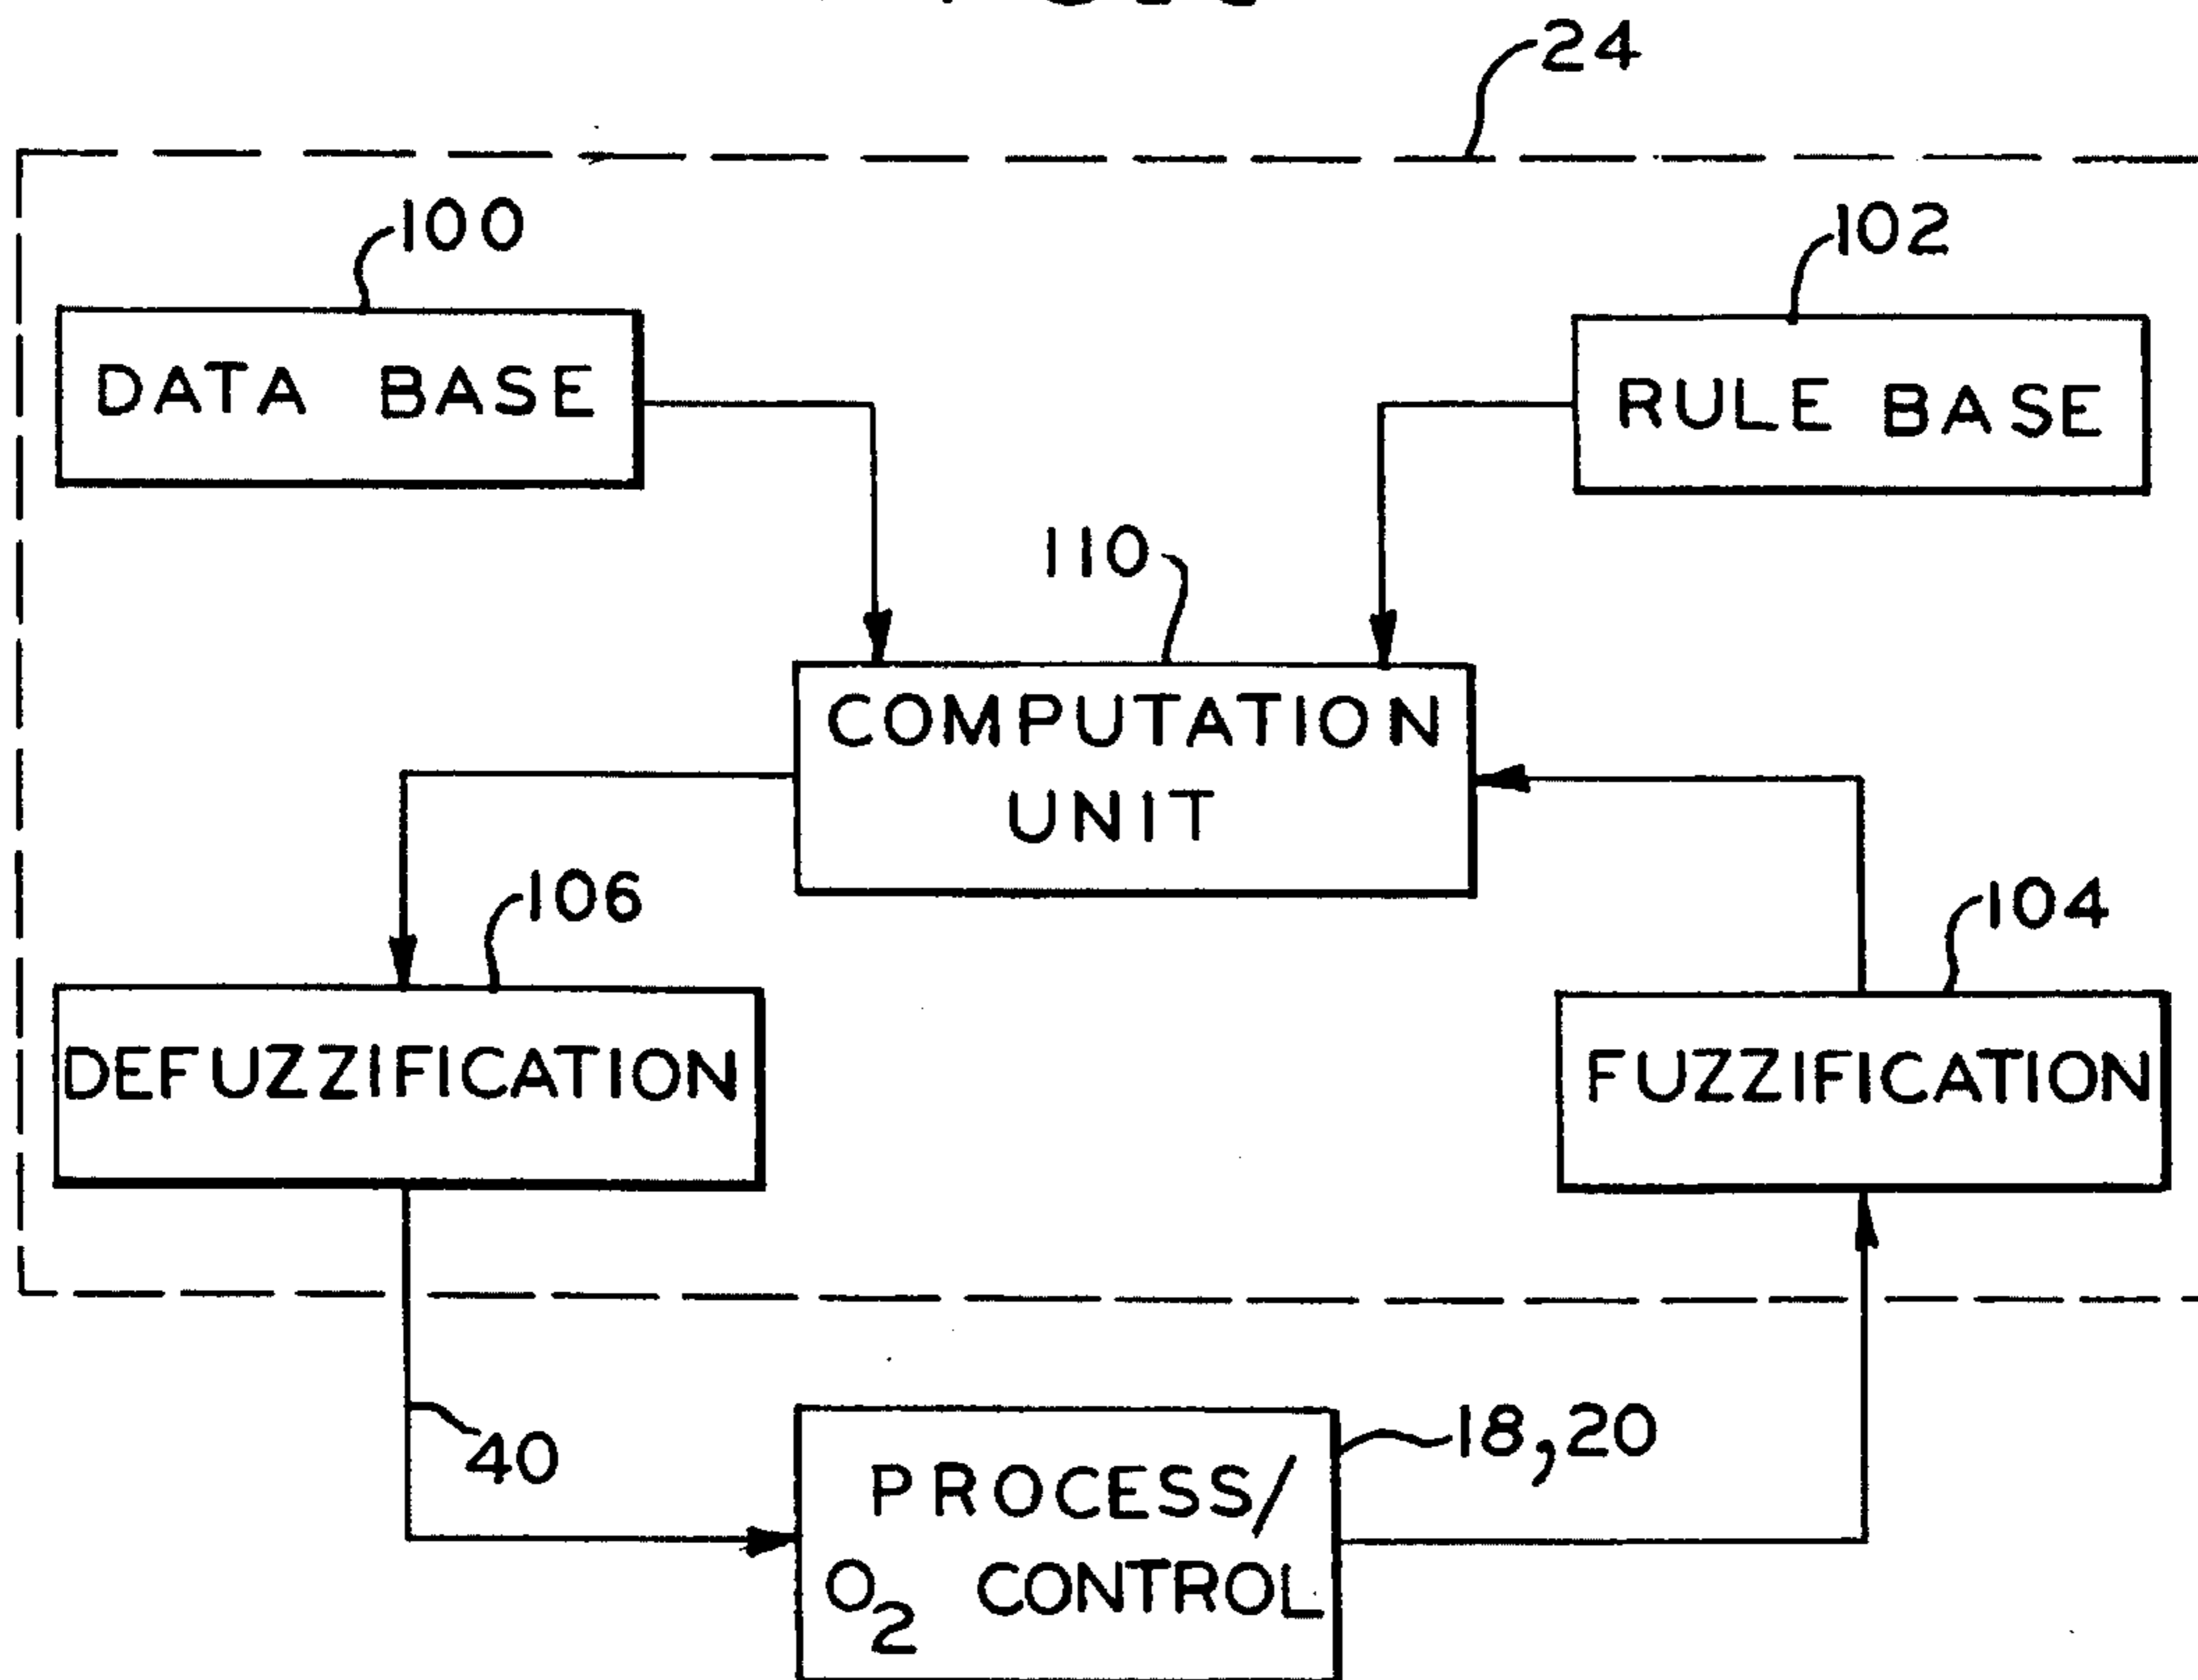 24
100
102
DATA BASE
RULE BASE
110
COMPUTATION
UNIT
106
104
DEFUZZIFICATION
FUZZIFICATION
40
18,20
PROCESS/
O₂ CONTROL